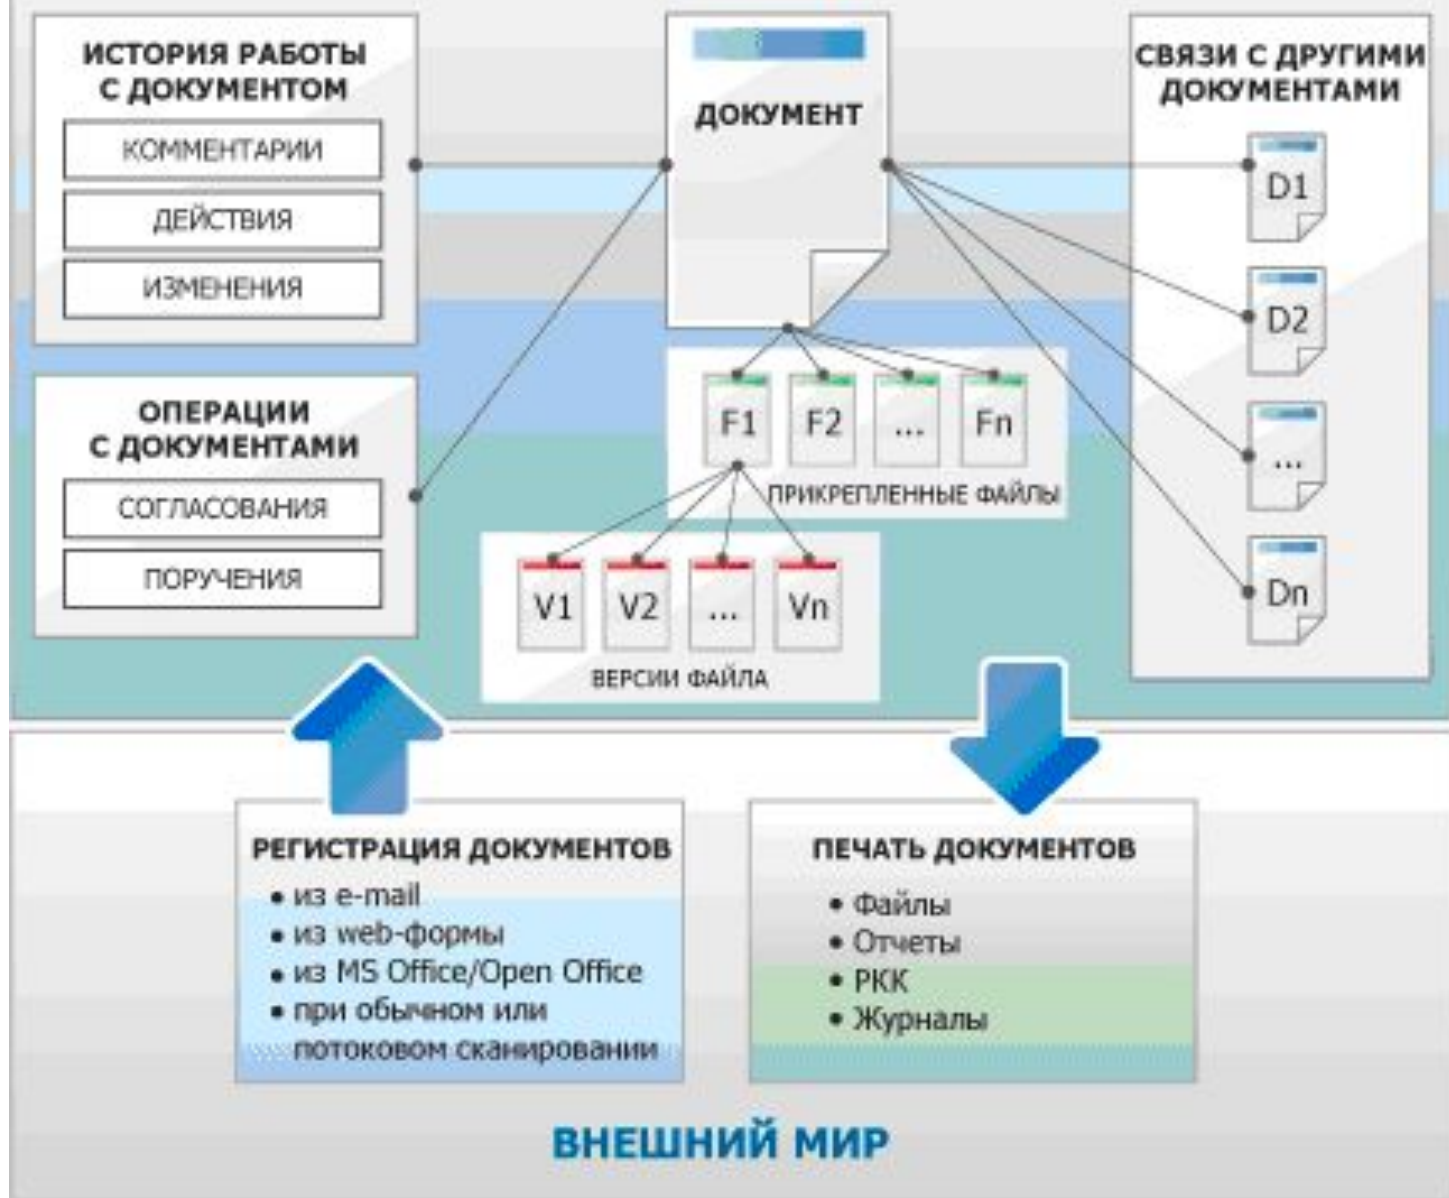 ИСТОРИЯ РАБОТЫ
С ДОКУМЕНТОМ
КОММЕНТАРИИ
ДЕЙСТВИЯ
ИЗМЕНЕНИЯ
ОПЕРАЦИИ
С ДОКУМЕНТАМИ
СОГЛАСОВАНИЯ
ПОРУЧЕНИЯ
ДОКУМЕНТ
F1 F2 ... Fn
ПРИКРЕПЛЕННЫЕ ФАЙЛЫ
V1 V2 ... Vn
ВЕРСИИ ФАЙЛА
СВЯЗИ С ДРУГИМИ
ДОКУМЕНТАМИ
D1
D2
...
Dn
РЕГИСТРАЦИЯ ДОКУМЕНТОВ
• из e-mail
• из web-формы
• из MS Office/Open Office
• при обычном или
потоковом сканировании
ПЕЧАТЬ ДОКУМЕНТОВ
• Файлы
• Отчеты
• РКК
• Журналы
ВНЕШНИЙ МИР